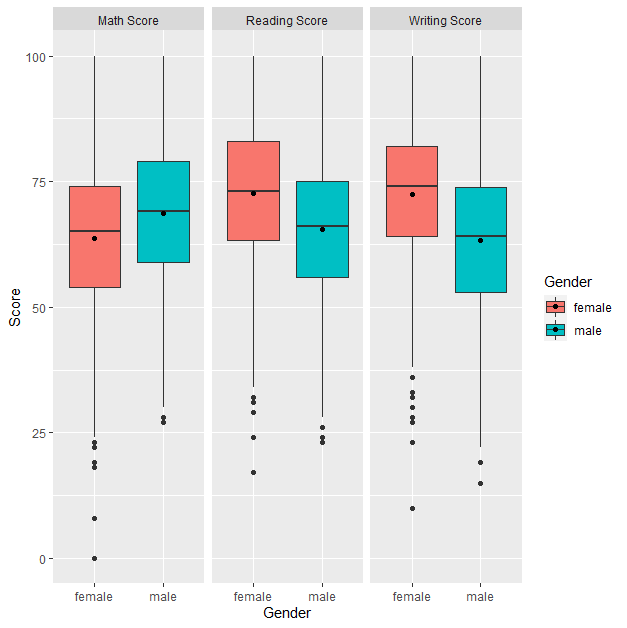 Math Score
Reading Score
Writing Score
Score
100
75
50
25
0
female
male
female
male
female
male
Gender
Gender
female
male